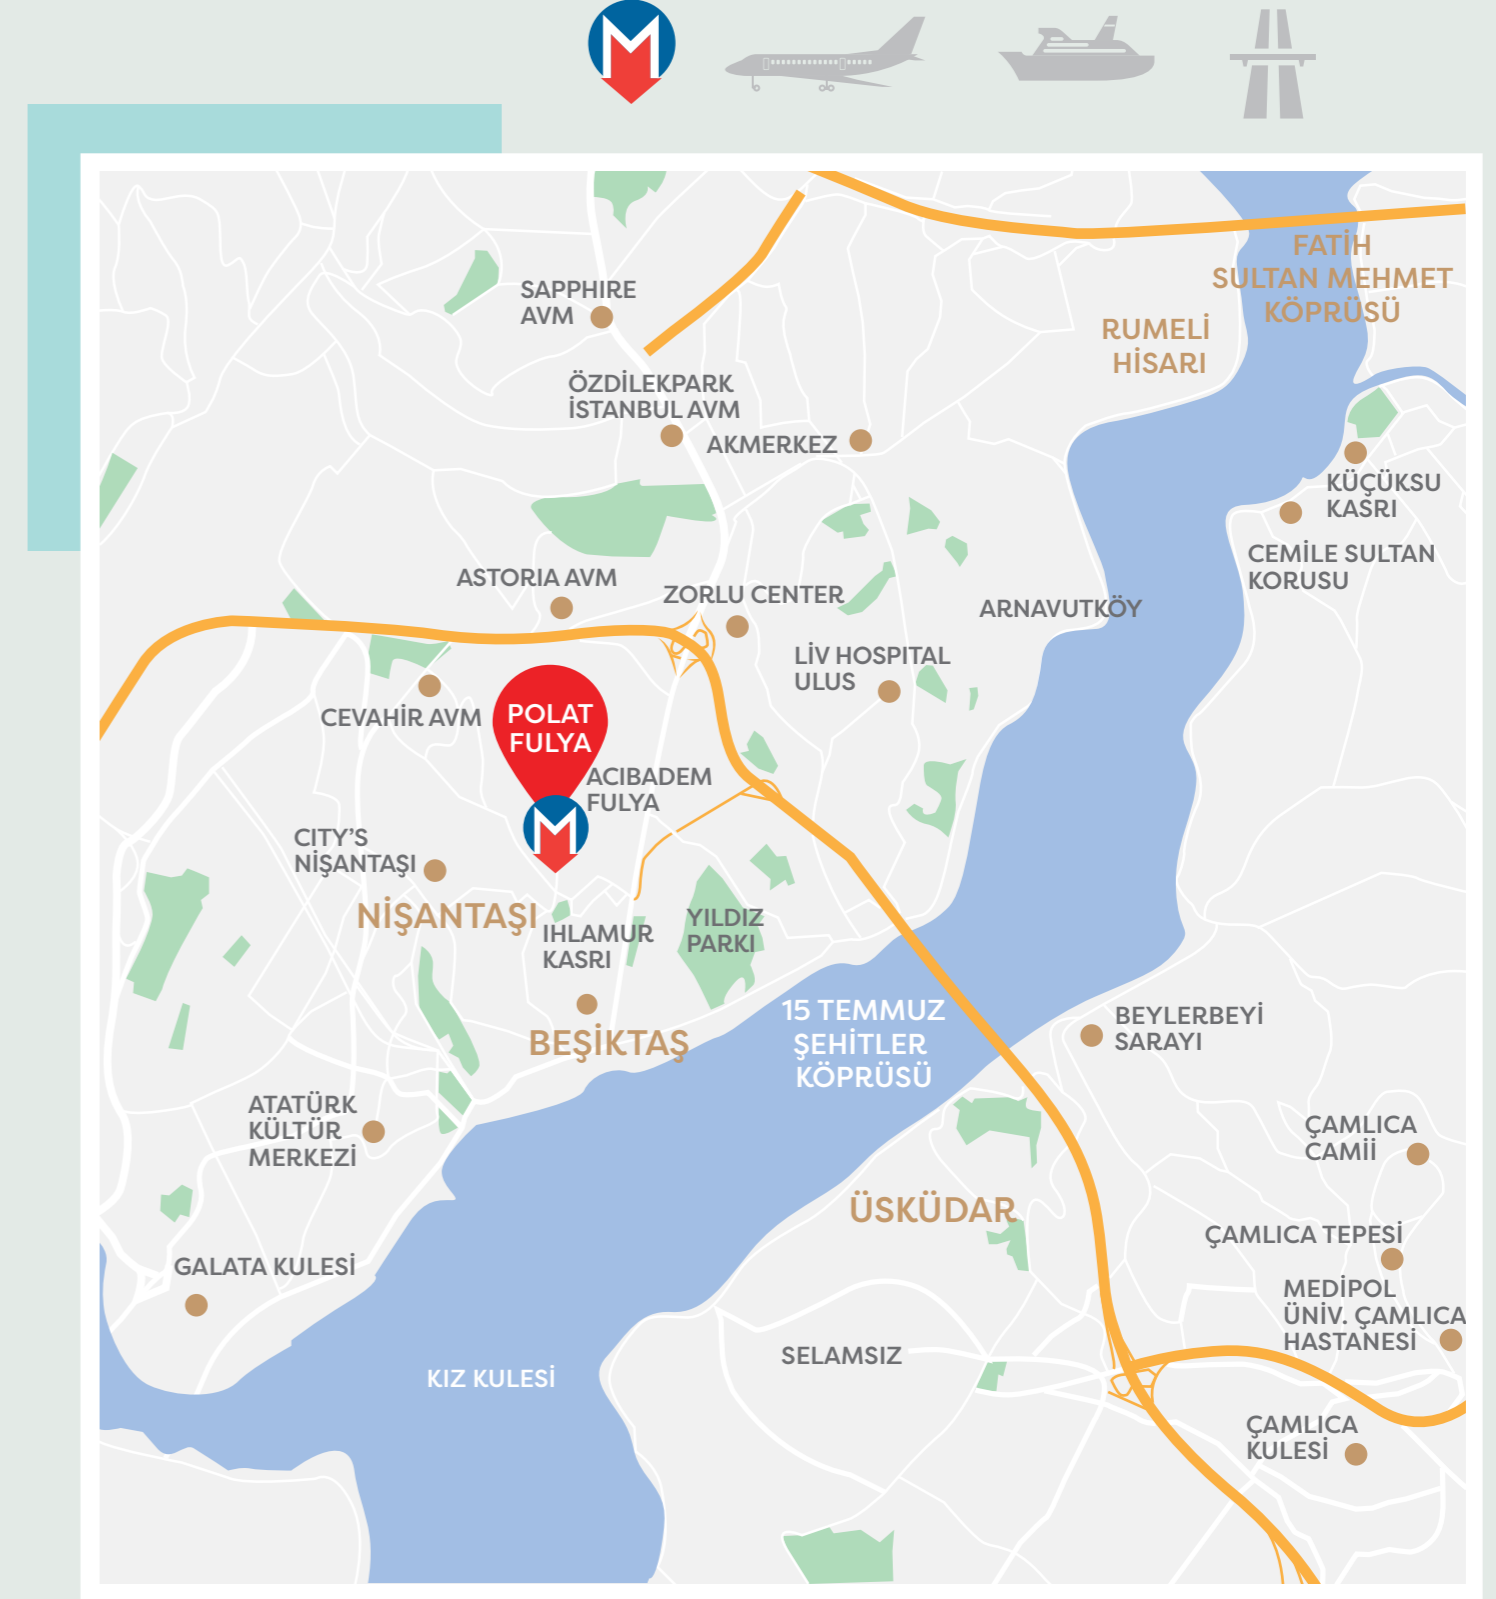 M
FATİH
SULTAN MEHMET
KÖPRÜSÜ
SAPPHIRE
AVM
RUMELİ
HİSARI
ÖZDİLEKPARK
İSTANBUL AVM
AKMERKEZ
KÜÇÜKSU
KASRI
CEMİLE SULTAN
KORUSU
ASTORIA AVM
ZORLU CENTER
ARNAVUTKÖY
LİV HOSPITAL
ULUS
CEVAHİR AVM
POLAT
FULYA
ACIBADEM
FULYA
M
CITY'S
NİŞANTAŞI
NİŞANTAŞI
IHLAMUR
KASRI
YILDIZ
PARKI
BEŞİKTAŞ
15 TEMMUZ
ŞEHİTLER
KÖPRÜSÜ
BEYLERBEYİ
SARAYI
ATATÜRK
KÜLTÜR
MERKEZİ
ÇAMLICA
CAMİİ
ÜSKÜDAR
ÇAMLICA TEPESİ
GALATA KULESİ
MEDİPOL
ÜNİV. ÇAMLICA
HASTANESİ
SELAMSIZ
KIZ KULESİ
ÇAMLICA
KULESİ